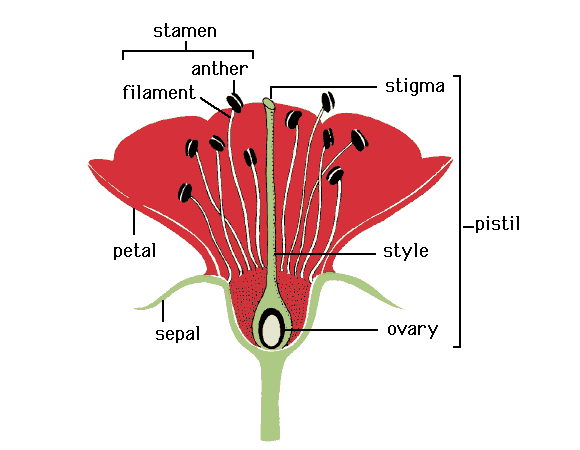 stamen
anther
filament
stigma
pistil
petal
style
sepal
ovary